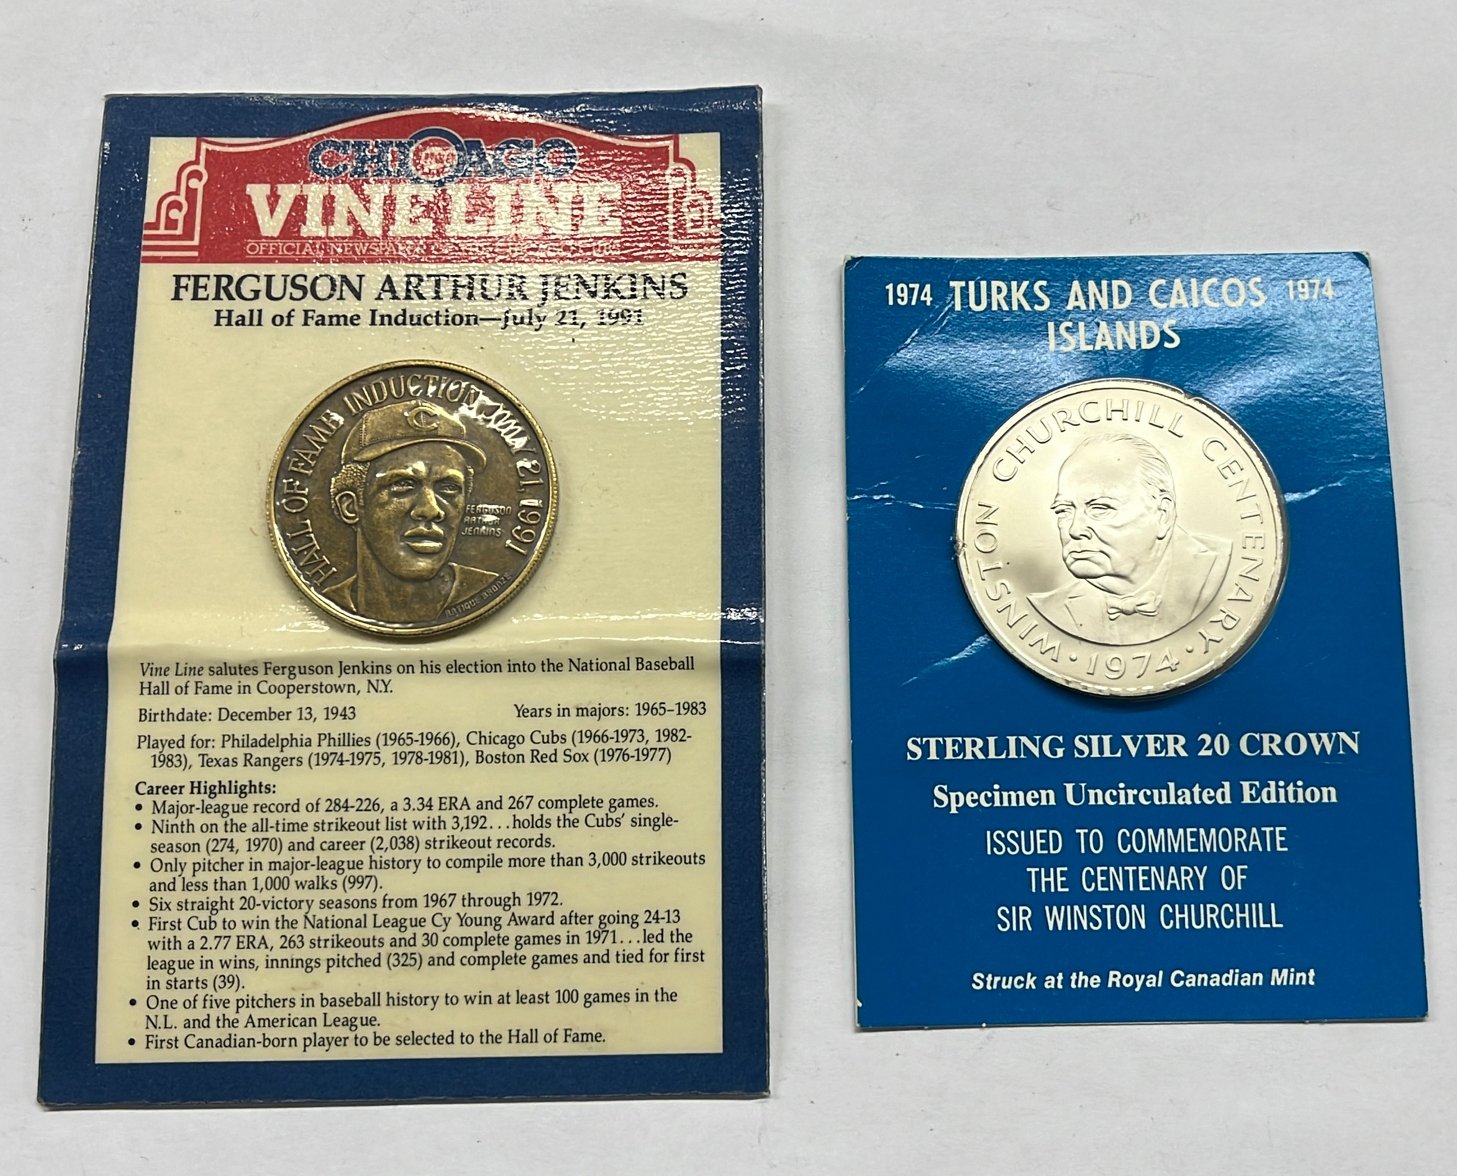 CHICAGO
VINE LINE
OFFICIAL NEWSPAPER
FERGUSON ARTHUR JENKINS
Hall of Fame Induction—July 21, 1991
HALL OF FAME INDUCTION JULY 21 1991
FERGUSON
ARTHUR
JENKINS
ANTIQUE BRONZE
Vine Line salutes Ferguson Jenkins on his election into the National Baseball
Hall of Fame in Cooperstown, N.Y.
Birthdate: December 13, 1943 Years in majors: 1965–1983
Played for: Philadelphia Phillies (1965-1966), Chicago Cubs (1966-1973, 1982-
1983), Texas Rangers (1974-1975, 1978-1981), Boston Red Sox (1976-1977)
Career Highlights:
• Major-league record of 284-226, a 3.34 ERA and 267 complete games.
• Ninth on the all-time strikeout list with 3,192...holds the Cubs' single-
season (274, 1970) and career (2,038) strikeout records.
• Only pitcher in major-league history to compile more than 3,000 strikeouts
and less than 1,000 walks (997).
• Six straight 20-victory seasons from 1967 through 1972.
• First Cub to win the National League Cy Young Award after going 24-13
with a 2.77 ERA, 263 strikeouts and 30 complete games in 1971...led the
league in wins, innings pitched (325) and complete games and tied for first
in starts (39).
• One of five pitchers in baseball history to win at least 100 games in the
N.L. and the American League.
• First Canadian-born player to be selected to the Hall of Fame.
1974 TURKS AND CAICOS 1974
ISLANDS
WINSTON CHURCHILL CENTENARY
• 1974 •
STERLING SILVER 20 CROWN
Specimen Uncirculated Edition
ISSUED TO COMMEMORATE
THE CENTENARY OF
SIR WINSTON CHURCHILL
Struck at the Royal Canadian Mint